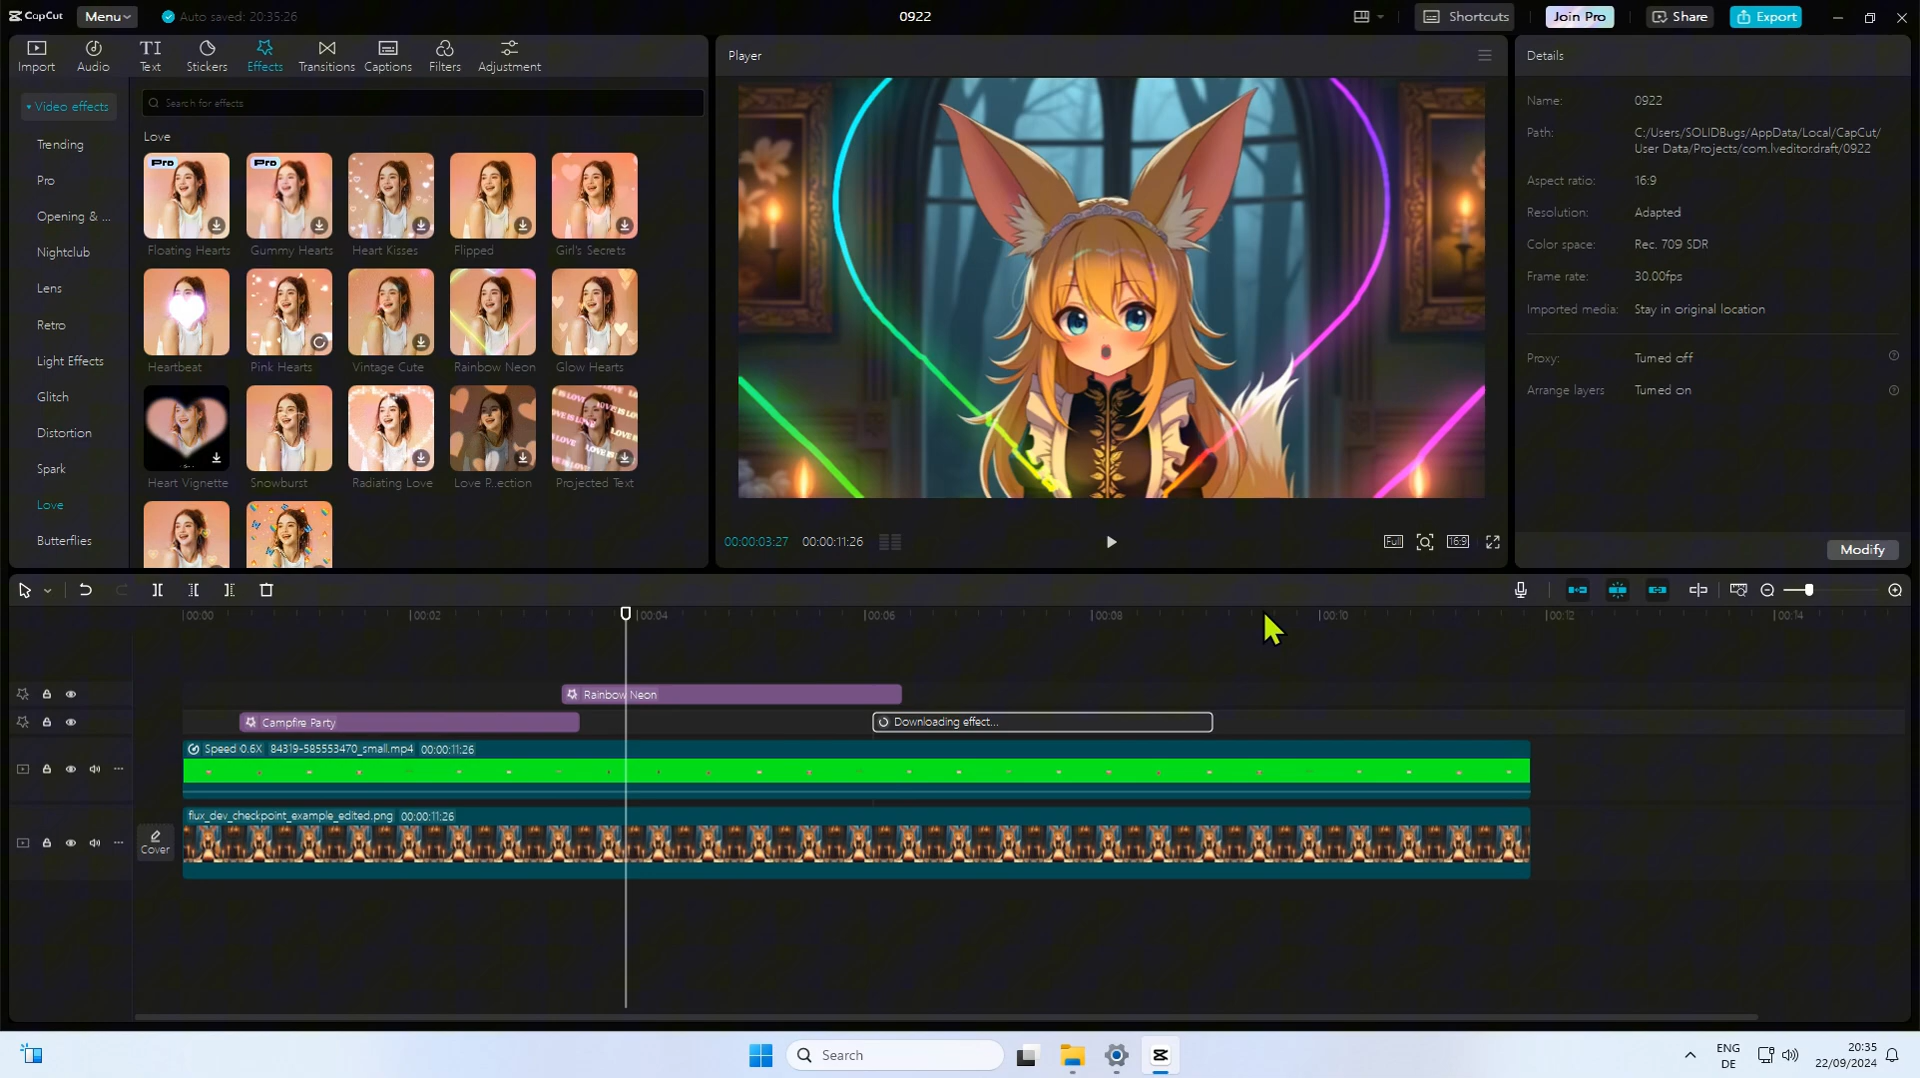 CapCut
Menu
Auto saved: 20:35:26
0922
Shortcuts
Join Pro
Share
Export
Import
Audio
TI
Text
Stickers
Effects
Transitions
Captions
Filters
Adjustment
Player
Details
Video effects
Search for effects
Trending
Pro
Opening & ...
Nightclub
Lens
Retro
Light Effects
Glitch
Distortion
Spark
Love
Butterflies
Love
Pro
Pro
Floating Hearts
Gummy Hearts
Heart Kisses
Flipped
Girl's Secrets
Heartbeat
Pink Hearts
Vintage Cute
Rainbow Neon
Glow Hearts
Heart Vignette
Snowburst
Radiating Love
Love P...ection
Projected Text
Name: 0922
Path: C:/Users/SOLIDBugs/AppData/Local/CapCut/
User Data/Projects/com.lveditor.draft/0922
Aspect ratio: 16:9
Resolution: Adapted
Color space: Rec. 709 SDR
Frame rate: 30.00fps
Imported media: Stay in original location
Proxy: Turned off
Arrange layers Turned on
Modify
00:00:03:27 00:00:11:26
Full
16:9
00:00
00:02
00:04
00:06
00:08
00:10
00:12
00:14
Rainbow Neon
Campfire Party
Downloading effect...
Speed 0.6X 84319-585553470_small.mp4 00:00:11:26
flux_dev_checkpoint_example_edited.png 00:00:11:26
Cover
Search
ENG
DE
20:35
22/09/2024